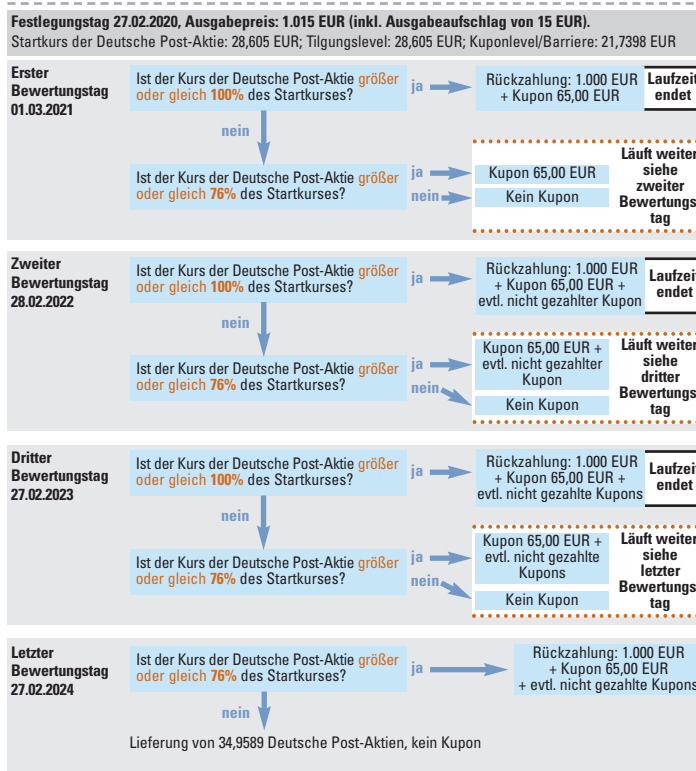 Festlegungstag 27.02.2020, Ausgabepreis: 1.015 EUR (inkl. Ausgabeaufschlag von 15 EUR).
Startkurs der Deutsche Post-Aktie: 28,605 EUR; Tilgungslevel: 28,605 EUR; Kuponlevel/Barriere: 21,7398 EUR
Erster
Bewertungstag
01.03.2021
Ist der Kurs der Deutsche Post-Aktie größer
oder gleich 100% des Startkurses?
ja
Rückzahlung: 1.000 EUR
+ Kupon 65,00 EUR
Laufzeit
endet
nein
Ist der Kurs der Deutsche Post-Aktie größer
oder gleich 76% des Startkurses?
ja
nein
Kupon 65,00 EUR
Kein Kupon
Läuft weiter
siehe
zweiter
Bewertungs
tag
Zweiter
Bewertungstag
28.02.2022
Ist der Kurs der Deutsche Post-Aktie größer
oder gleich 100% des Startkurses?
ja
Rückzahlung: 1.000 EUR
+ Kupon 65,00 EUR +
evtl. nicht gezahlter Kupon
Laufzeit
endet
nein
Ist der Kurs der Deutsche Post-Aktie größer
oder gleich 76% des Startkurses?
ja
nein
Kupon 65,00 EUR +
evtl. nicht gezahlter
Kupon
Kein Kupon
Läuft weiter
siehe
dritter
Bewertungs
tag
Dritter
Bewertungstag
27.02.2023
Ist der Kurs der Deutsche Post-Aktie größer
oder gleich 100% des Startkurses?
ja
Rückzahlung: 1.000 EUR
+ Kupon 65,00 EUR +
evtl. nicht gezahlte Kupons
Laufzeit
endet
nein
Ist der Kurs der Deutsche Post-Aktie größer
oder gleich 76% des Startkurses?
ja
nein
Kupon 65,00 EUR +
evtl. nicht gezahlte
Kupons
Kein Kupon
Läuft weiter
siehe
letzter
Bewertungs
tag
Letzter
Bewertungstag
27.02.2024
Ist der Kurs der Deutsche Post-Aktie größer
oder gleich 76% des Startkurses?
ja
Rückzahlung: 1.000 EUR
+ Kupon 65,00 EUR
+ evtl. nicht gezahlte Kupons
nein
Lieferung von 34,9589 Deutsche Post-Aktien, kein Kupon